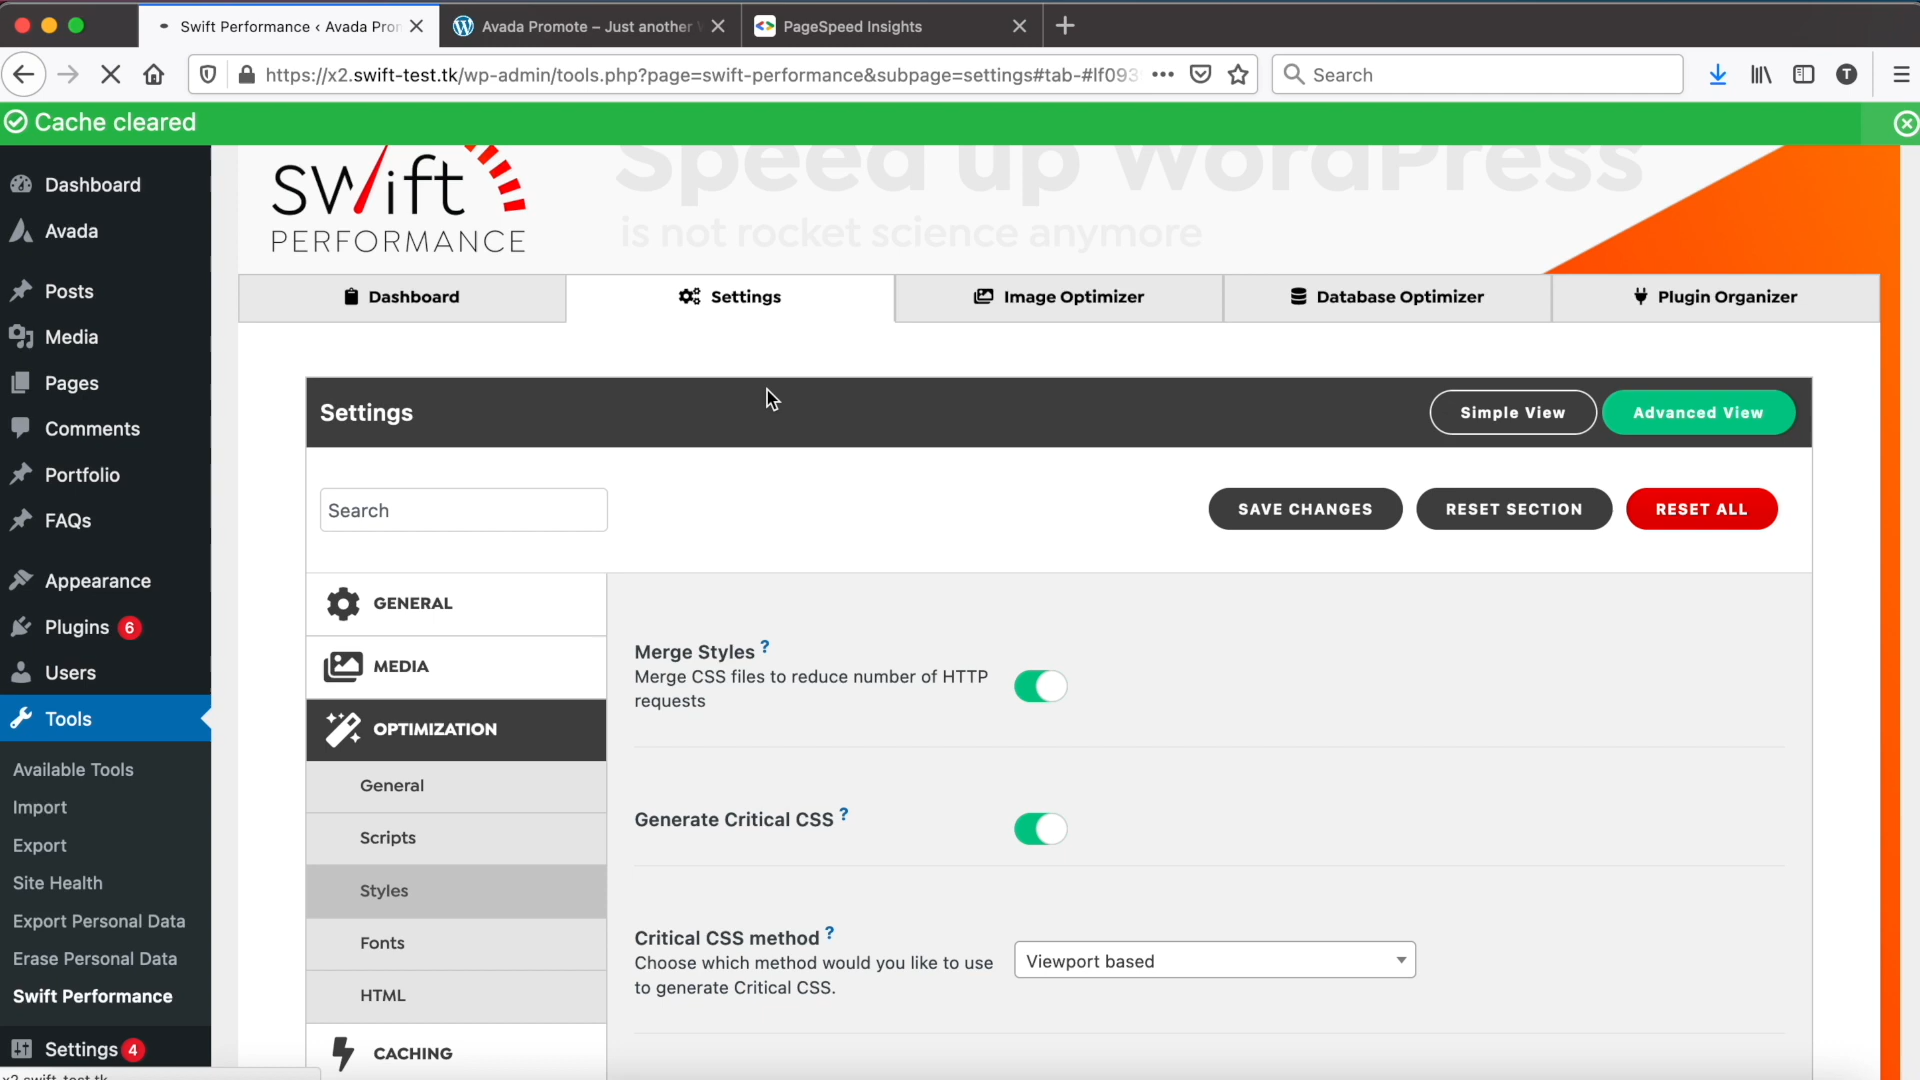 Swift Performance ‹ Avada Pro
Avada Promote – Just another
PageSpeed Insights
https://x2.swift-test.tk/wp-admin/tools.php?page=swift-performance&subpage=settings#tab-#lf093
Search
T
Cache cleared
Speed up WordPress
is not rocket science anymore
swift
PERFORMANCE
Dashboard
Avada
Posts
Media
Pages
Comments
Portfolio
FAQs
Appearance
Plugins 6
Users
Tools
Available Tools
Import
Export
Site Health
Export Personal Data
Erase Personal Data
Swift Performance
Settings 4
Dashboard
Settings
Image Optimizer
Database Optimizer
Plugin Organizer
Settings
Simple View
Advanced View
Search
SAVE CHANGES
RESET SECTION
RESET ALL
GENERAL
MEDIA
OPTIMIZATION
General
Scripts
Styles
Fonts
HTML
CACHING
Merge Styles ?
Merge CSS files to reduce number of HTTP
requests
Generate Critical CSS ?
Critical CSS method ?
Choose which method would you like to use
to generate Critical CSS.
Viewport based